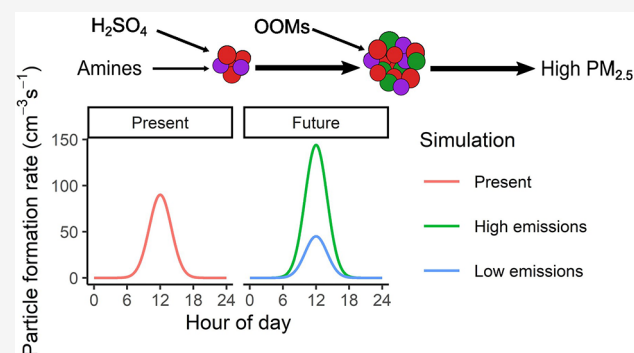 H₂SO₄
OOMs
Amines
High PM₂.₅
Particle formation rate (cm⁻³s⁻¹)
Present
Future
150
100
50
0
0 6 12 18 24
0 6 12 18 24
Hour of day
Simulation
Present
High emissions
Low emissions